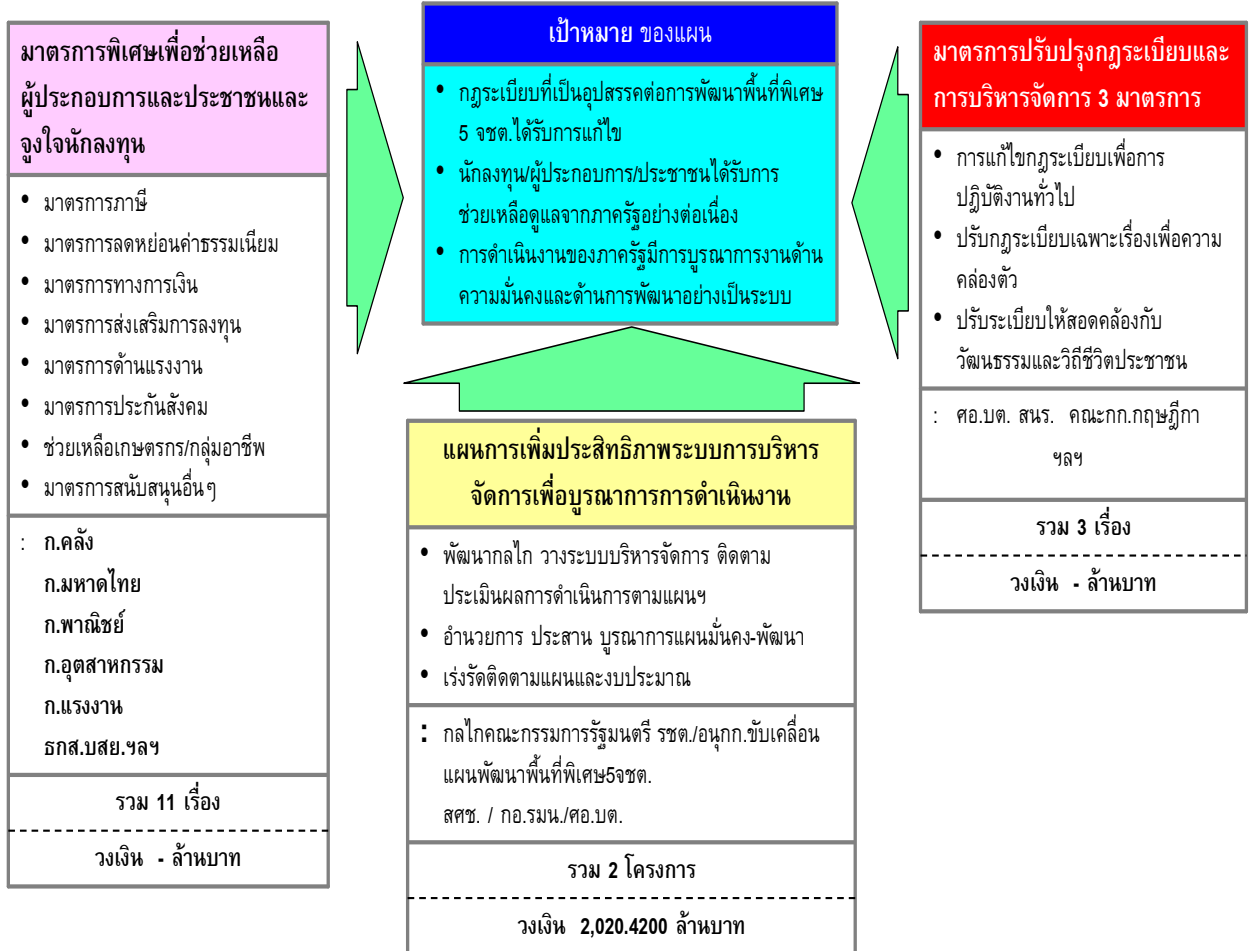 มาตรการพิเศษเพื่อช่วยเหลือ
ผู้ประกอบการและประชาชนและ
จูงใจนักลงทุน
• มาตรการภาษี
• มาตรการลดหย่อนค่าธรรมเนียม
• มาตรการทางการเงิน
• มาตรการส่งเสริมการลงทุน
• มาตรการด้านแรงงาน
• มาตรการประกันสังคม
• ช่วยเหลือเกษตรกร/กลุ่มอาชีพ
• มาตรการสนับสนุนอื่นๆ
: ก.คลัง
ก.มหาดไทย
ก.พาณิชย์
ก.อุตสาหกรรม
ก.แรงงาน
ธกส.บสย.ฯลฯ
รวม 11 เรื่อง
วงเงิน - ล้านบาท
เป้าหมาย ของแผน
• กฎระเบียบที่เป็นอุปสรรคต่อการพัฒนาพื้นที่พิเศษ
5 จชต.ได้รับการแก้ไข
• นักลงทุน/ผู้ประกอบการ/ประชาชนได้รับการ
ช่วยเหลือดูแลจากภาครัฐอย่างต่อเนื่อง
• การดำเนินงานของภาครัฐมีการบูรณาการงานด้าน
ความมั่นคงและด้านการพัฒนาอย่างเป็นระบบ
แผนการเพิ่มประสิทธิภาพระบบการบริหาร
จัดการเพื่อบูรณาการการดำเนินงาน
• พัฒนากลไก วางระบบบริหารจัดการ ติดตาม
ประเมินผลการดำเนินการตามแผนฯ
• อำนวยการ ประสาน บูรณาการแผนมั่นคง-พัฒนา
• เร่งรัดติดตามแผนและงบประมาณ
: กลไกคณะกรรมการรัฐมนตรี รชต./อนุกก.ขับเคลื่อน
แผนพัฒนาพื้นที่พิเศษ5จชต.
สศช. / กอ.รมน./ศอ.บต.
รวม 2 โครงการ
วงเงิน 2,020.4200 ล้านบาท
มาตรการปรับปรุงกฎระเบียบและ
การบริหารจัดการ 3 มาตรการ
• การแก้ไขกฎระเบียบเพื่อการ
ปฎิบัติงานทั่วไป
• ปรับกฎระเบียบเฉพาะเรื่องเพื่อความ
คล่องตัว
• ปรับระเบียบให้สอดคล้องกับ
วัฒนธรรมและวิถีชีวิตประชาชน
: ศอ.บต. สนร. คณะกก.กฤษฎีกา
ฯลฯ
รวม 3 เรื่อง
วงเงิน - ล้านบาท